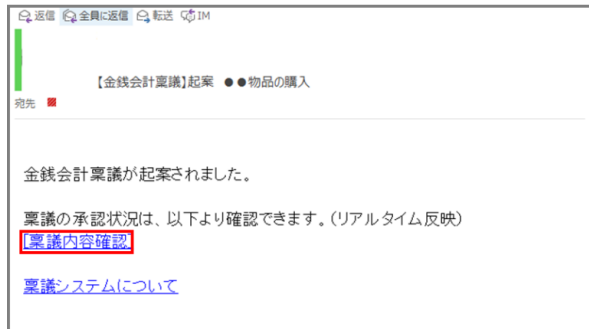 返信 全員に返信 転送 IM
【金銭会計稟議】起案 ●●物品の購入
宛先
金銭会計稟議が起案されました。
稟議の承認状況は、以下より確認できます。(リアルタイム反映)
[稟議内容確認]
稟議システムについて